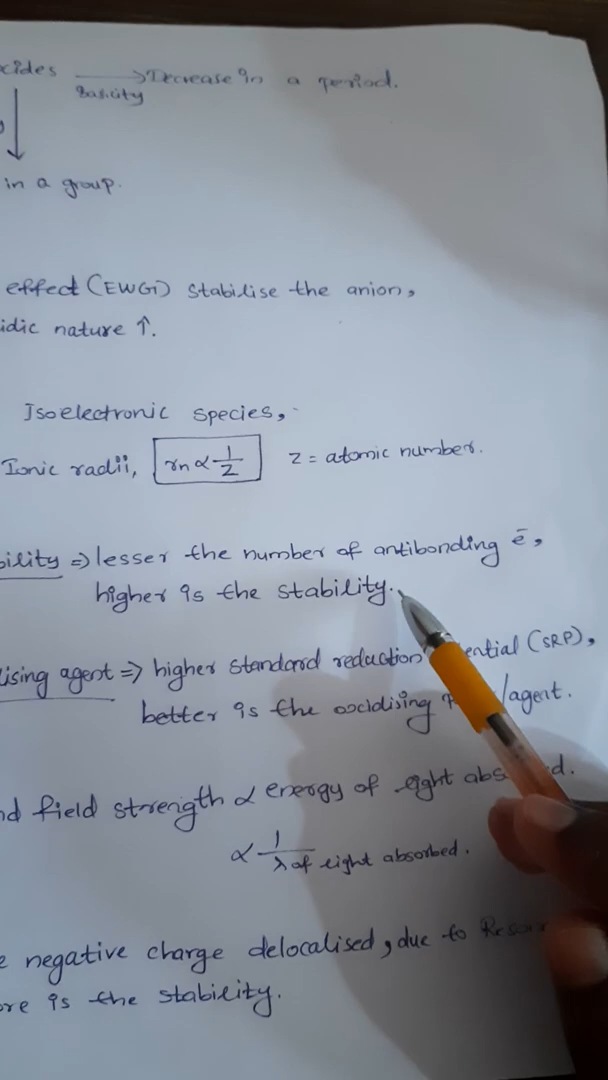 cides ⟶ Decrease in a period.
Basicity
in a group.
effect (EWG) stabilise the anion,
idic nature ↑.
Isoelectronic species,
Ionic radii, rn ∝ 1/Z Z = atomic number.
bility ⇒ lesser the number of antibonding ē,
higher is the stability.
ising agent ⇒ higher standard reduction ential (SRP),
better is the oxidising /agent.
nd field strength ∝ energy of light abs d.
∝ 1/λ of light absorbed.
e negative charge delocalised, due to
ore is the stability.